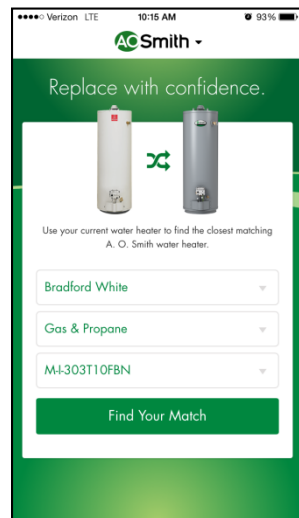 Verizon LTE 10:15 AM 93%
AO Smith
Replace with confidence.
Use your current water heater to find the closest matching
A. O. Smith water heater.
Bradford White
Gas & Propane
M-I-303T10FBN
Find Your Match